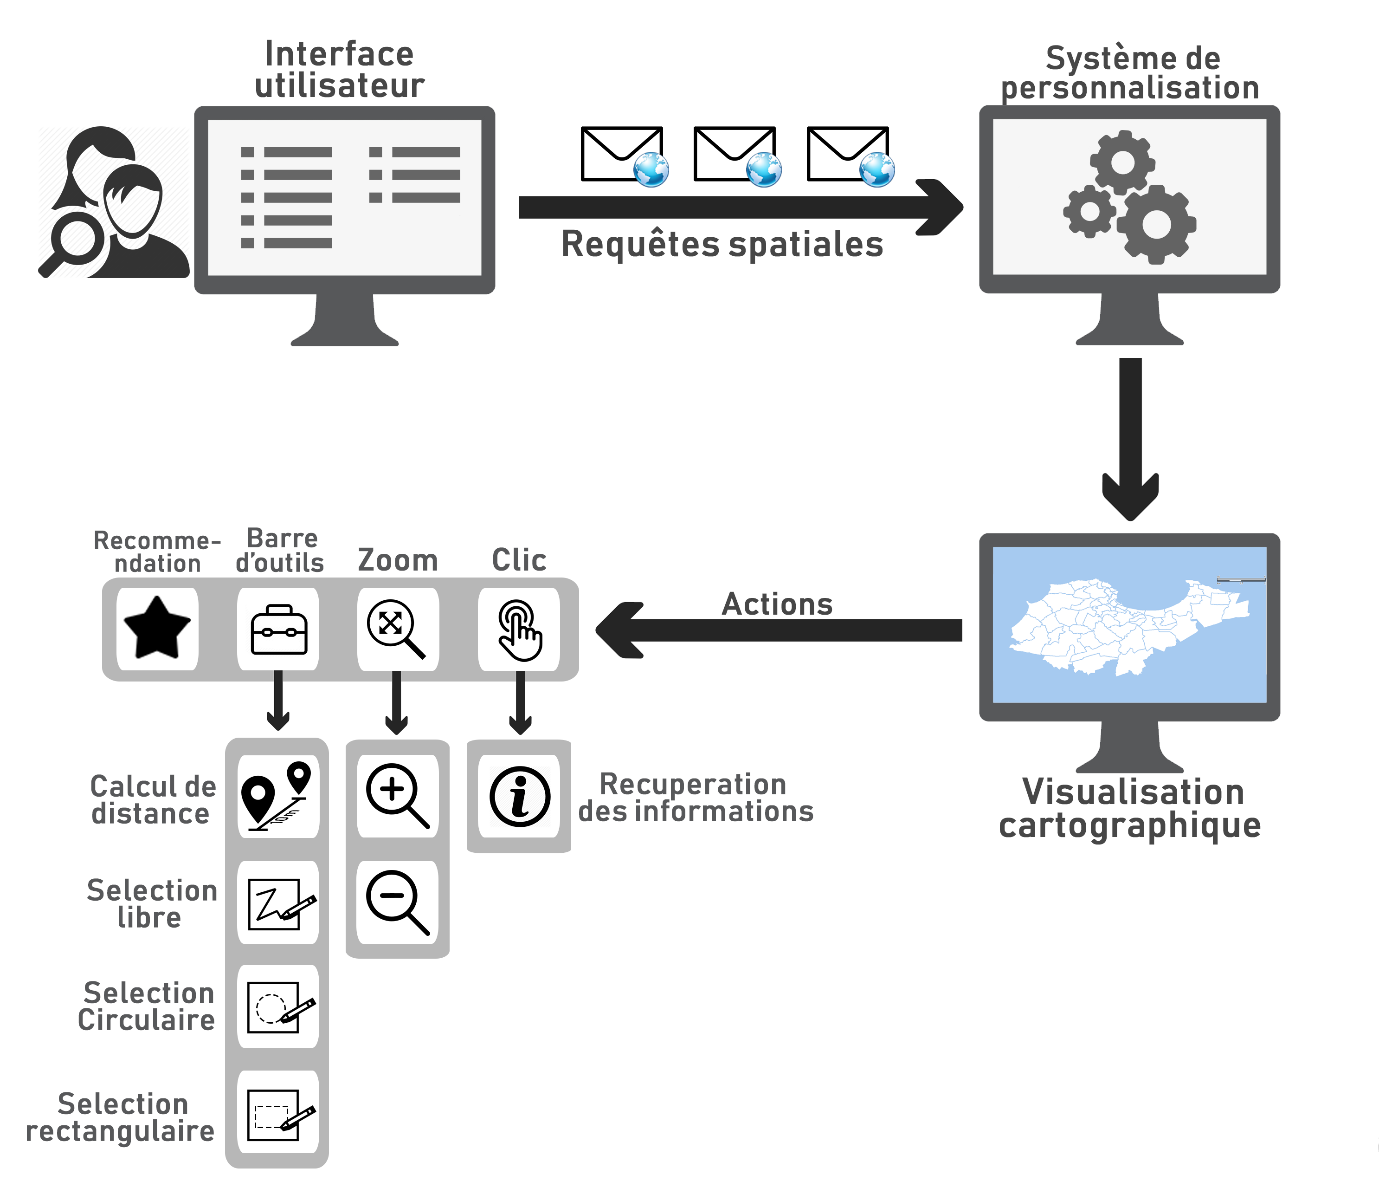 Interface
utilisateur
Système de
personnalisation
Requêtes spatiales
Recomme-
ndation
Barre
d'outils
Zoom
Clic
Actions
Calcul de
distance
Recuperation
des informations
Visualisation
cartographique
Selection
libre
Selection
Circulaire
Selection
rectangulaire